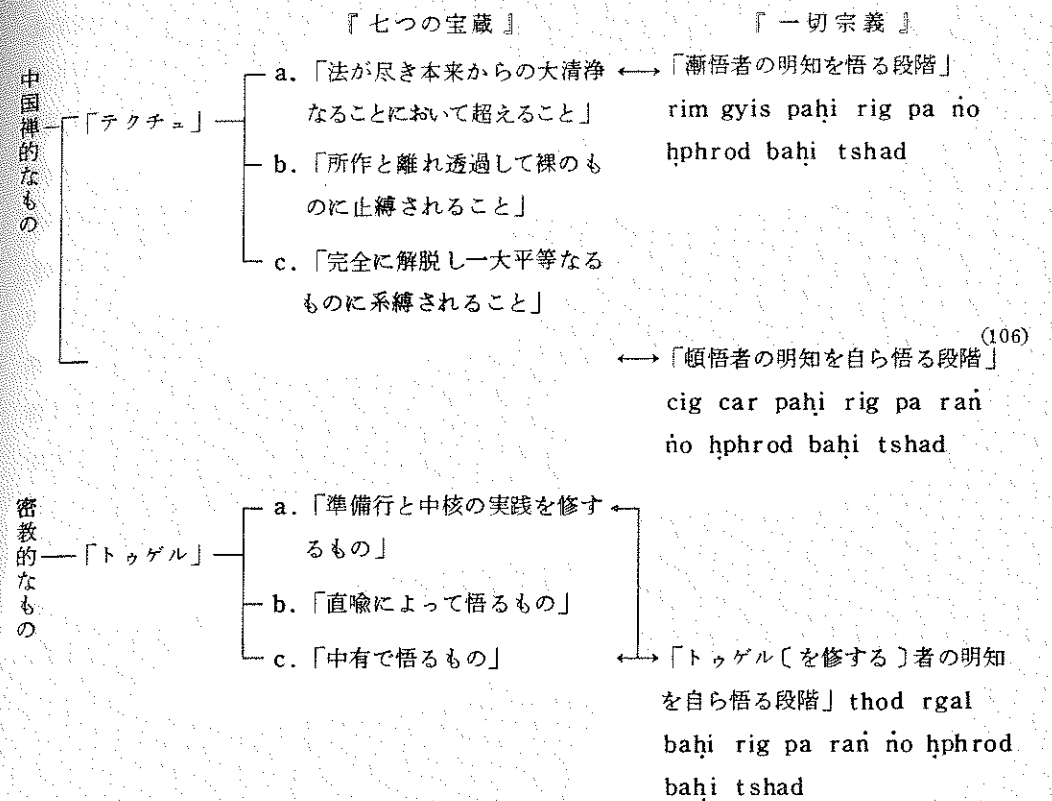 『七つの宝蔵』 『一切宗義』
中国禅的なもの
「テクチェ」
a.「法が尽き本来からの大清浄
なることにおいて超えること」
←→「漸悟者の明知を悟る段階」
rim gyis paḥi rig pa ṅo
ḥphrod baḥi tshad
b.「所作と離れ透過して裸のも
のに止縛されること」
c.「完全に解脱し一大平等なる
ものに系縛されること」
(106)
←→「頓悟者の明知を自ら悟る段階」
cig car paḥi rig pa raṅ
ṅo ḥphrod baḥi tshad
密教的なもの
「トゥゲル」
a.「準備行と中核の実践を修す
るもの」
b.「直喩によって悟るもの」
c.「中有で悟るもの」
←→「トゥゲル〔を修する〕者の明知
を自ら悟る段階」thod rgal
baḥi rig pa raṅ ṅo ḥphrod
baḥi tshad